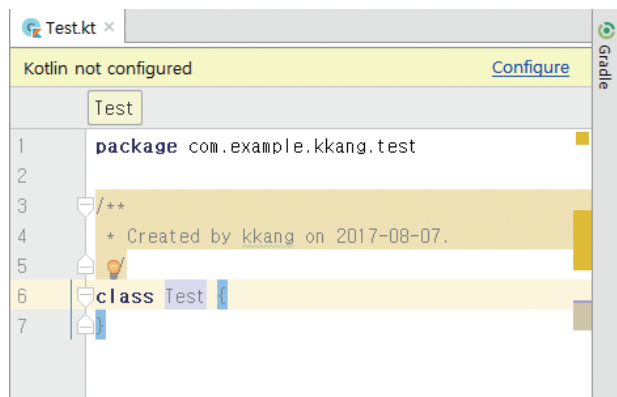 Test.kt
Kotlin not configured Configure
Gradle
Test
1 package com.example.kkang.test
2
3 /**
4 * Created by kkang on 2017-08-07.
5 /
6 class Test {
7 }